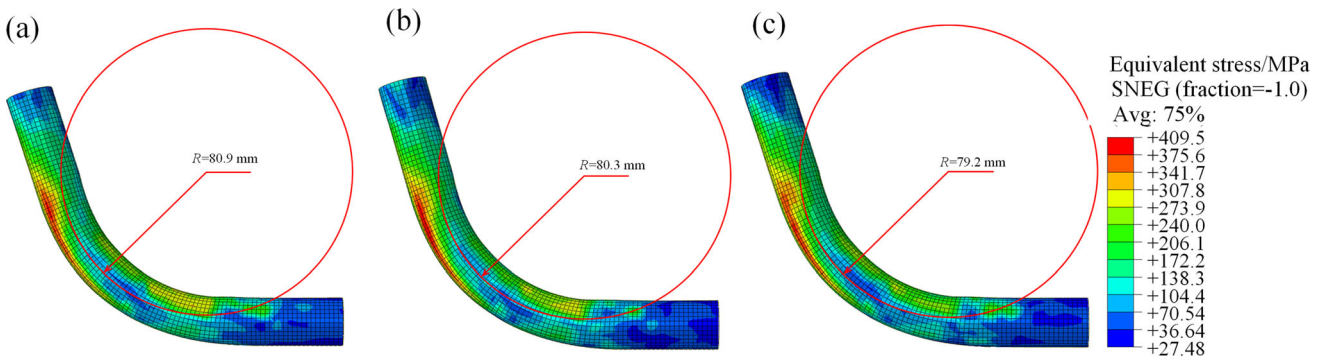 (a)
(b)
(c)
R=80.9 mm
R=80.3 mm
R=79.2 mm
Equivalent stress/MPa
SNEG (fraction=-1.0)
Avg: 75%
+409.5
+375.6
+341.7
+307.8
+273.9
+240.0
+206.1
+172.2
+138.3
+104.4
+70.54
+36.64
+27.48